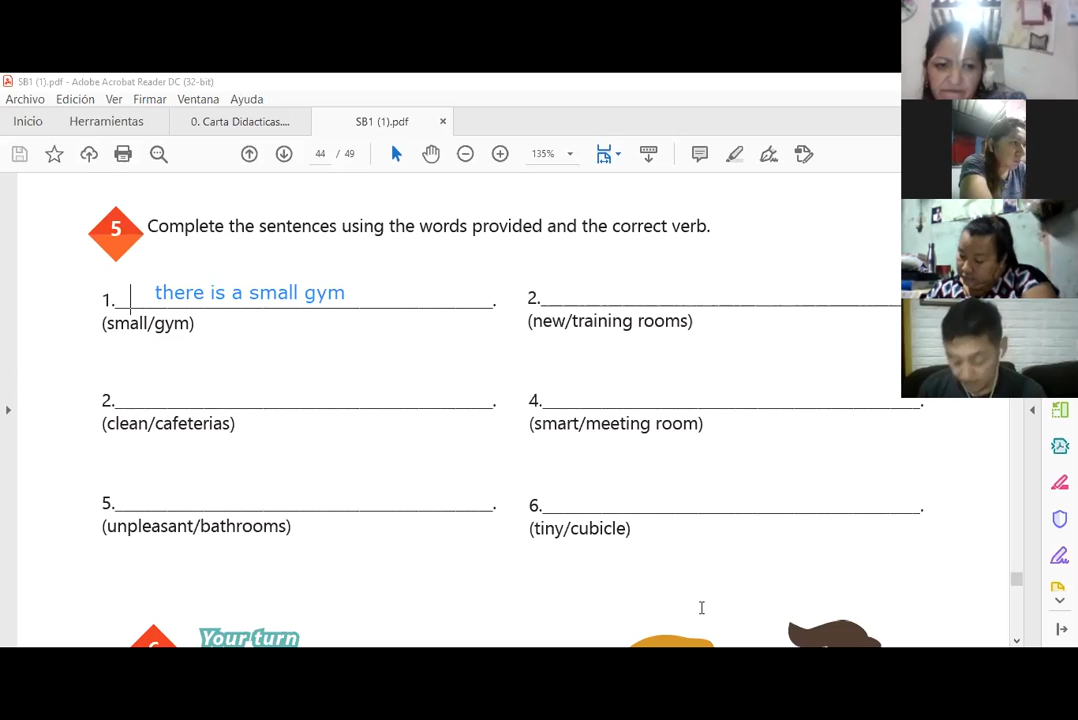 SB1 (1).pdf - Adobe Acrobat Reader DC (32-bit)
Archivo Edición Ver Firmar Ventana Ayuda
Inicio Herramientas 0. Carta Didacticas.... SB1 (1).pdf ×
44 / 49 135%
5 Complete the sentences using the words provided and the correct verb.
1. there is a small gym .
(small/gym)
2.
(new/training rooms)
2. .
(clean/cafeterias)
4. .
(smart/meeting room)
5. .
(unpleasant/bathrooms)
6. .
(tiny/cubicle)
Your turn